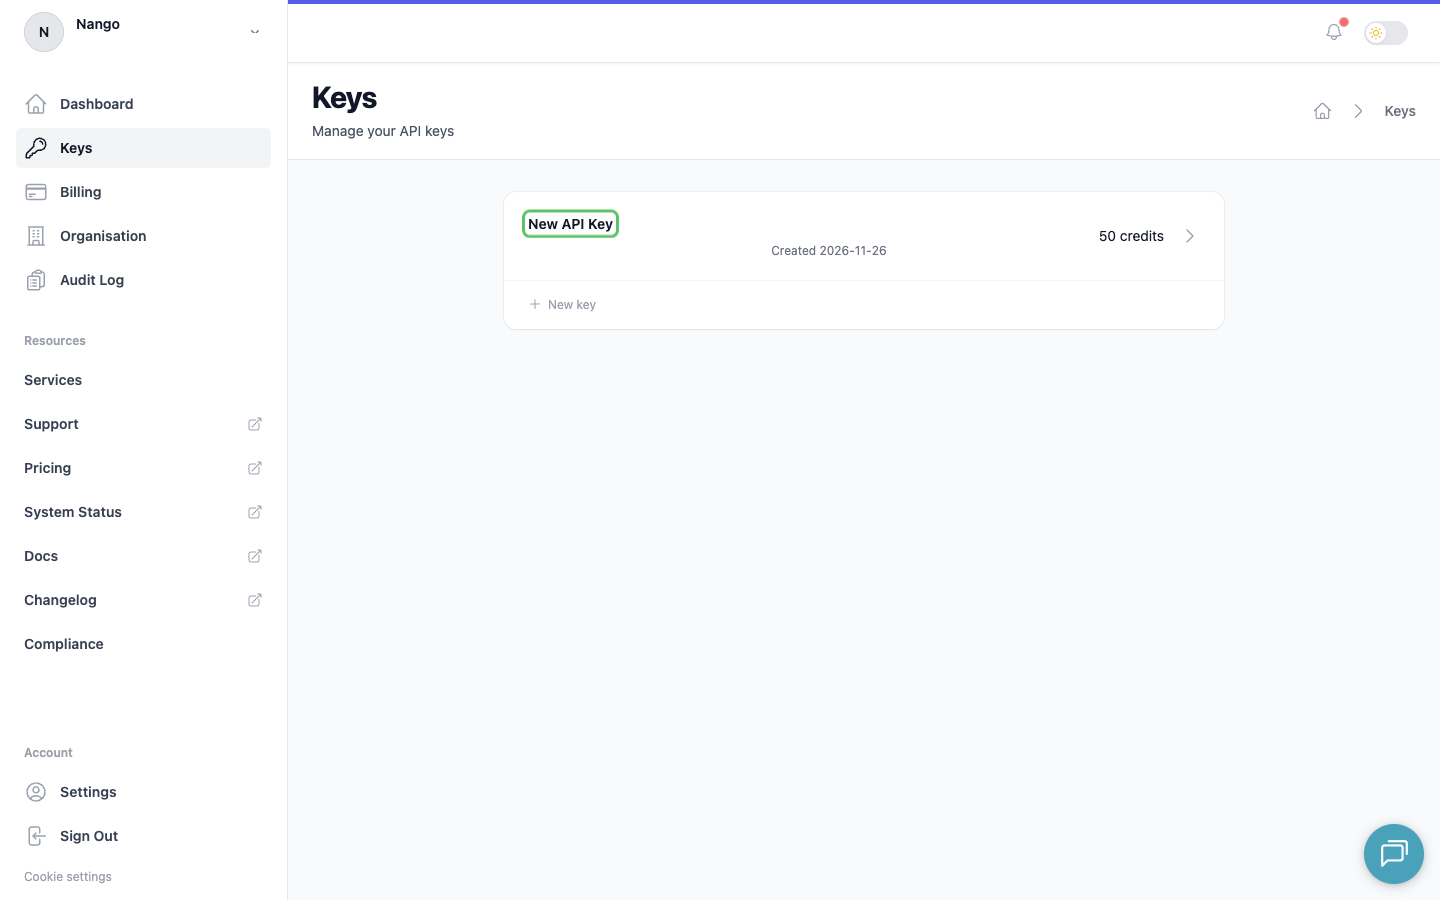 N
Nango
Dashboard
Keys
Billing
Organisation
Audit Log
Resources
Services
Support
Pricing
System Status
Docs
Changelog
Compliance
Account
Settings
Sign Out
Cookie settings
Keys
Manage your API keys
Keys
New API Key
Created 2026-11-26
50 credits
New key